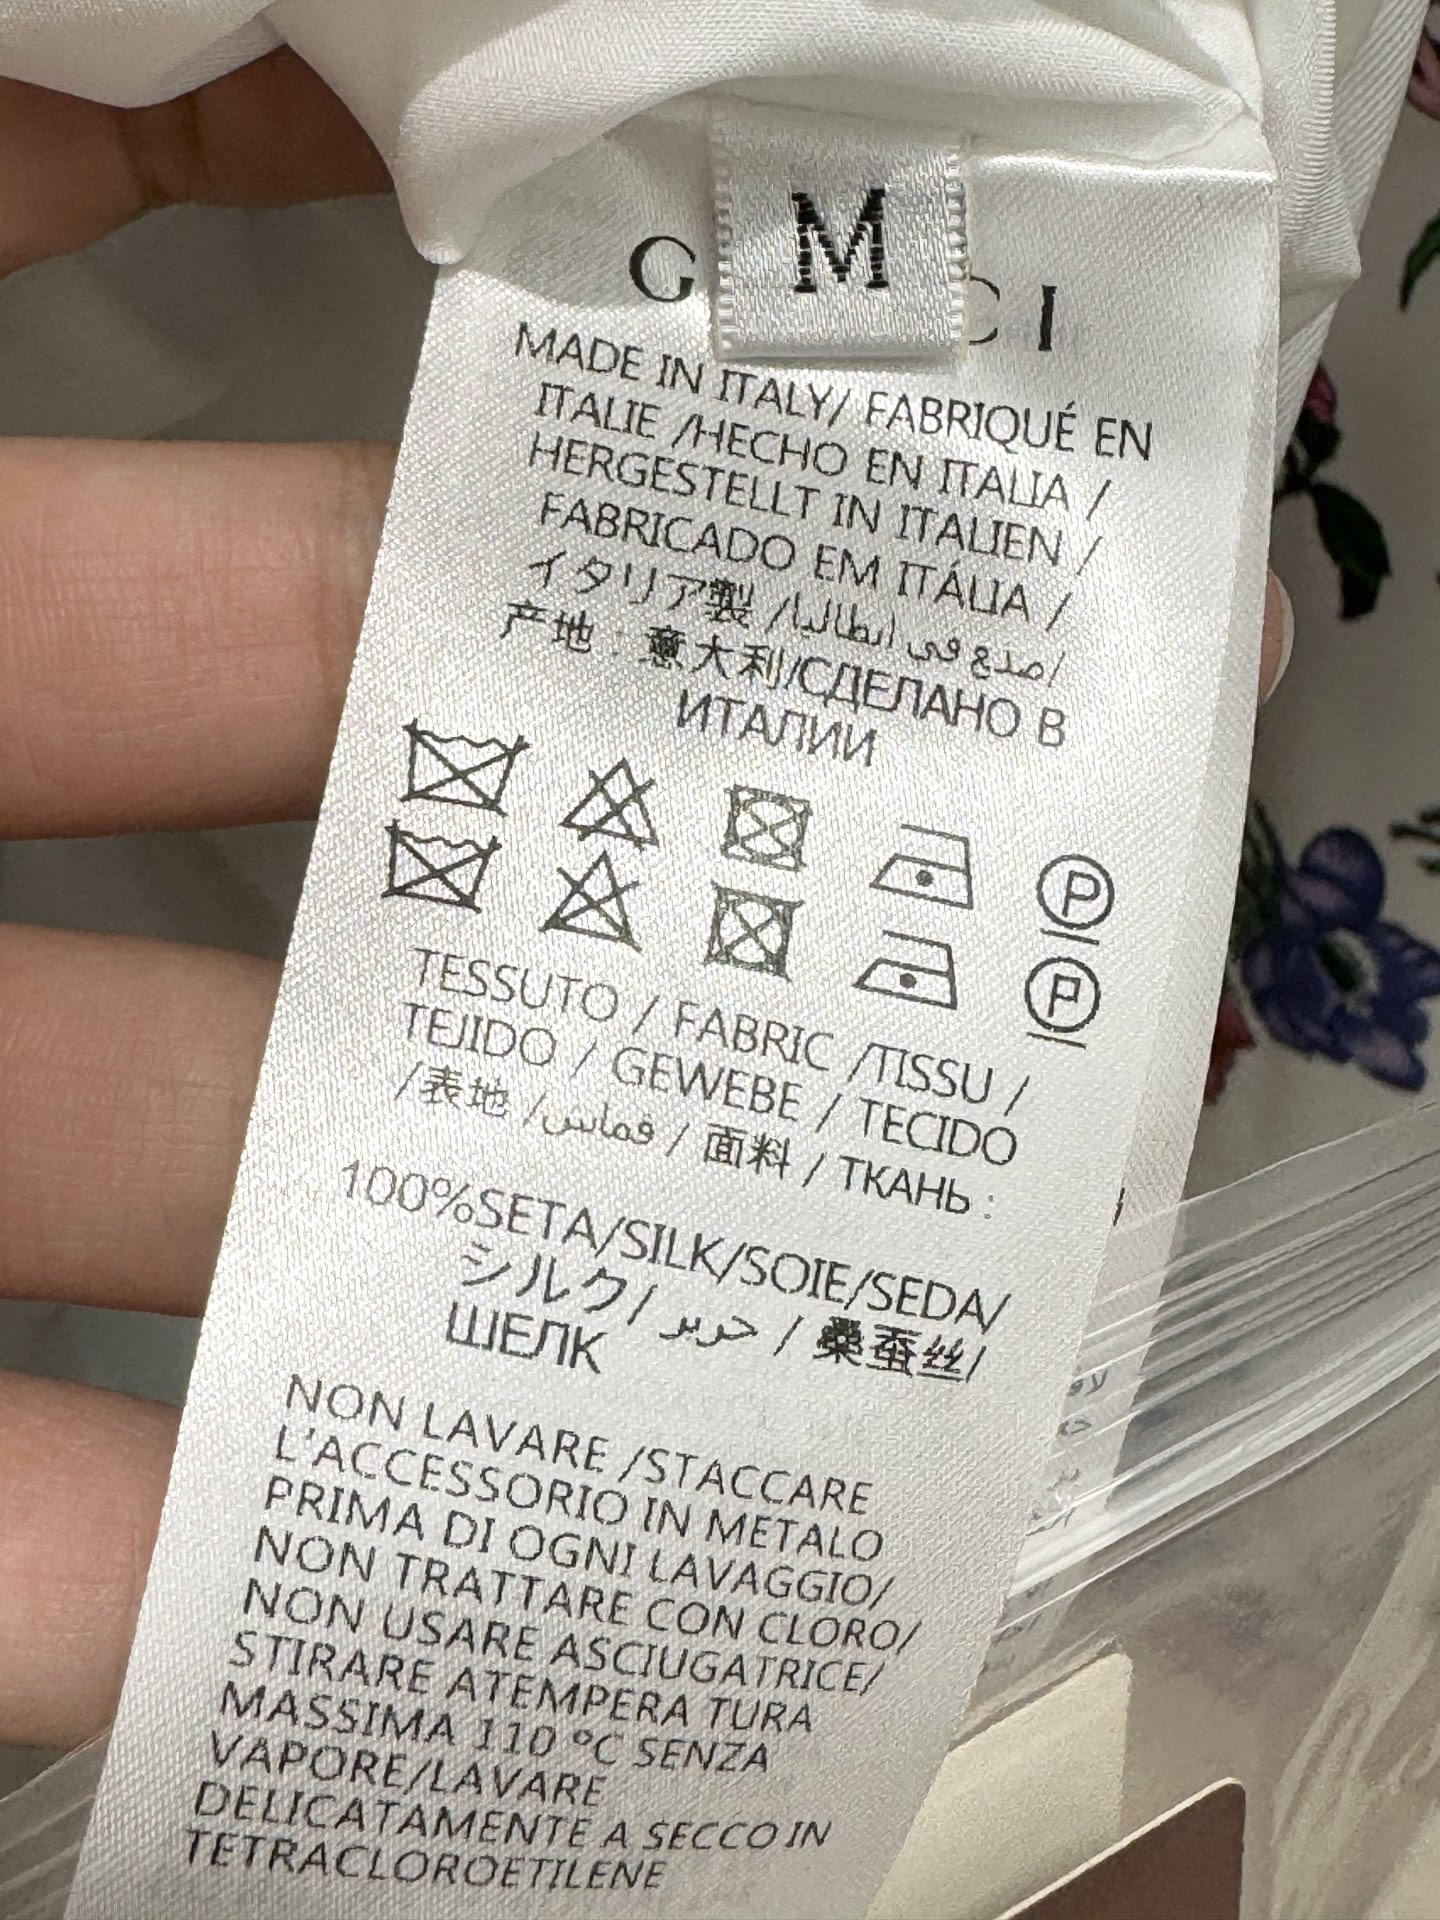 M
G CI
MADE IN ITALY/ FABRIQUÉ EN
ITALIE /HECHO EN ITALIA /
HERGESTELLT IN ITALIEN /
FABRICADO EM ITÁLIA /
イタリア製 /صنع في ايطاليا/
产地：意大利/СДЕЛАНО В
ИТАЛИИ
P
P
TESSUTO / FABRIC /TISSU /
TEJIDO / GEWEBE / TECIDO
/表地 /قماس / 面料 / ТКАНЬ :
100%SETA/SILK/SOIE/SEDA/
シルク/ حرير / 桑蚕丝/
ШЕЛК
NON LAVARE /STACCARE
L'ACCESSORIO IN METALO
PRIMA DI OGNI LAVAGGIO/
NON TRATTARE CON CLORO/
NON USARE ASCIUGATRICE/
STIRARE ATEMPERA TURA
MASSIMA 110 °C SENZA
VAPORE/LAVARE
DELICATAMENTE A SECCO IN
TETRACLOROETILENE